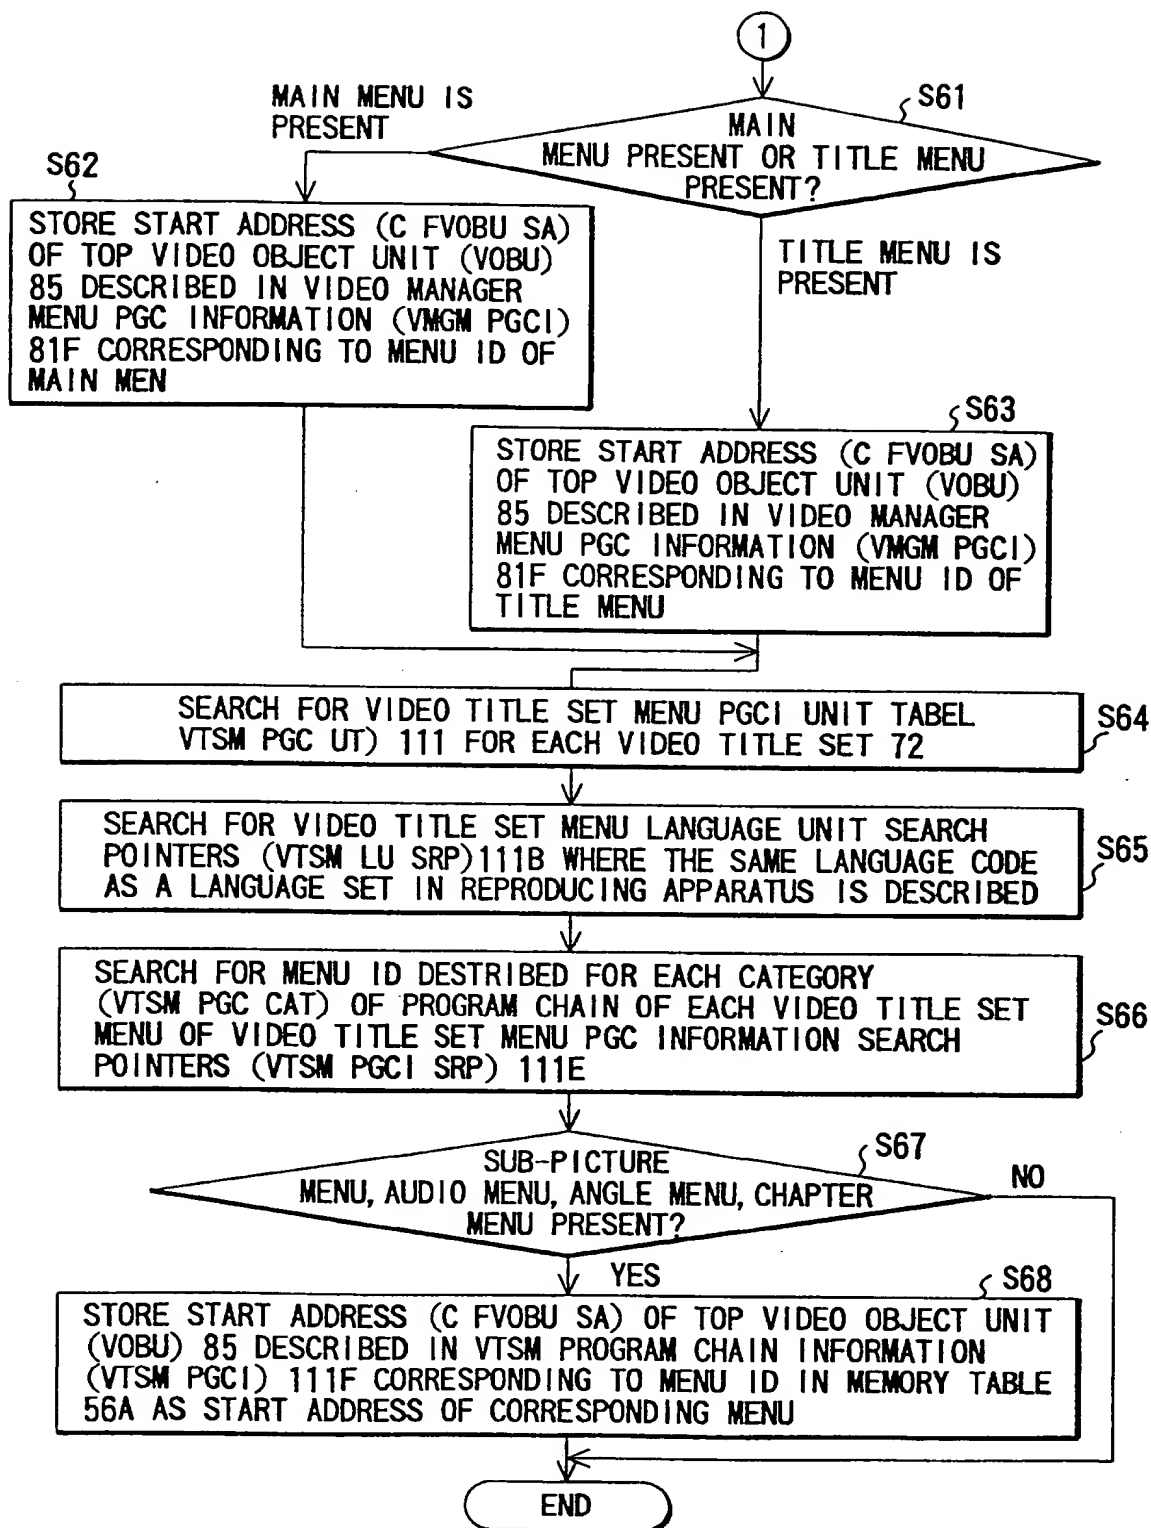 1
S61
MAIN
MENU PRESENT OR TITLE MENU
PRESENT?
MAIN MENU IS
PRESENT
S62
STORE START ADDRESS (C FVOBU SA)
OF TOP VIDEO OBJECT UNIT (VOBU)
85 DESCRIBED IN VIDEO MANAGER
MENU PGC INFORMATION (VMGM PGCI)
81F CORRESPONDING TO MENU ID OF
MAIN MEN
TITLE MENU IS
PRESENT
S63
STORE START ADDRESS (C FVOBU SA)
OF TOP VIDEO OBJECT UNIT (VOBU)
85 DESCRIBED IN VIDEO MANAGER
MENU PGC INFORMATION (VMGM PGCI)
81F CORRESPONDING TO MENU ID OF
TITLE MENU
SEARCH FOR VIDEO TITLE SET MENU PGCI UNIT TABEL
VTSM PGC UT) 111 FOR EACH VIDEO TITLE SET 72
S64
SEARCH FOR VIDEO TITLE SET MENU LANGUAGE UNIT SEARCH
POINTERS (VTSM LU SRP)111B WHERE THE SAME LANGUAGE CODE
AS A LANGUAGE SET IN REPRODUCING APPARATUS IS DESCRIBED
S65
SEARCH FOR MENU ID DESTRIBED FOR EACH CATEGORY
(VTSM PGC CAT) OF PROGRAM CHAIN OF EACH VIDEO TITLE SET
MENU OF VIDEO TITLE SET MENU PGC INFORMATION SEARCH
POINTERS (VTSM PGCI SRP) 111E
S66
S67
SUB-PICTURE
MENU, AUDIO MENU, ANGLE MENU, CHAPTER
MENU PRESENT?
NO
YES
S68
STORE START ADDRESS (C FVOBU SA) OF TOP VIDEO OBJECT UNIT
(VOBU) 85 DESCRIBED IN VTSM PROGRAM CHAIN INFORMATION
(VTSM PGCI) 111F CORRESPONDING TO MENU ID IN MEMORY TABLE
56A AS START ADDRESS OF CORRESPONDING MENU
END